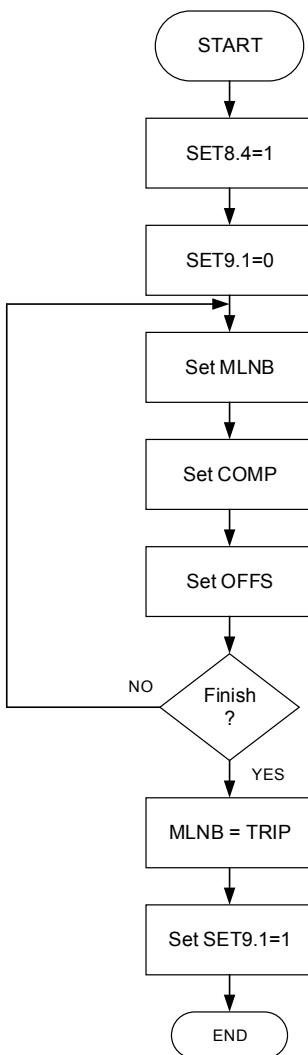 START
SET8.4=1
SET9.1=0
Set MLNB
Set COMP
Set OFFS
Finish
?
NO
YES
MLNB = TRIP
Set SET9.1=1
END